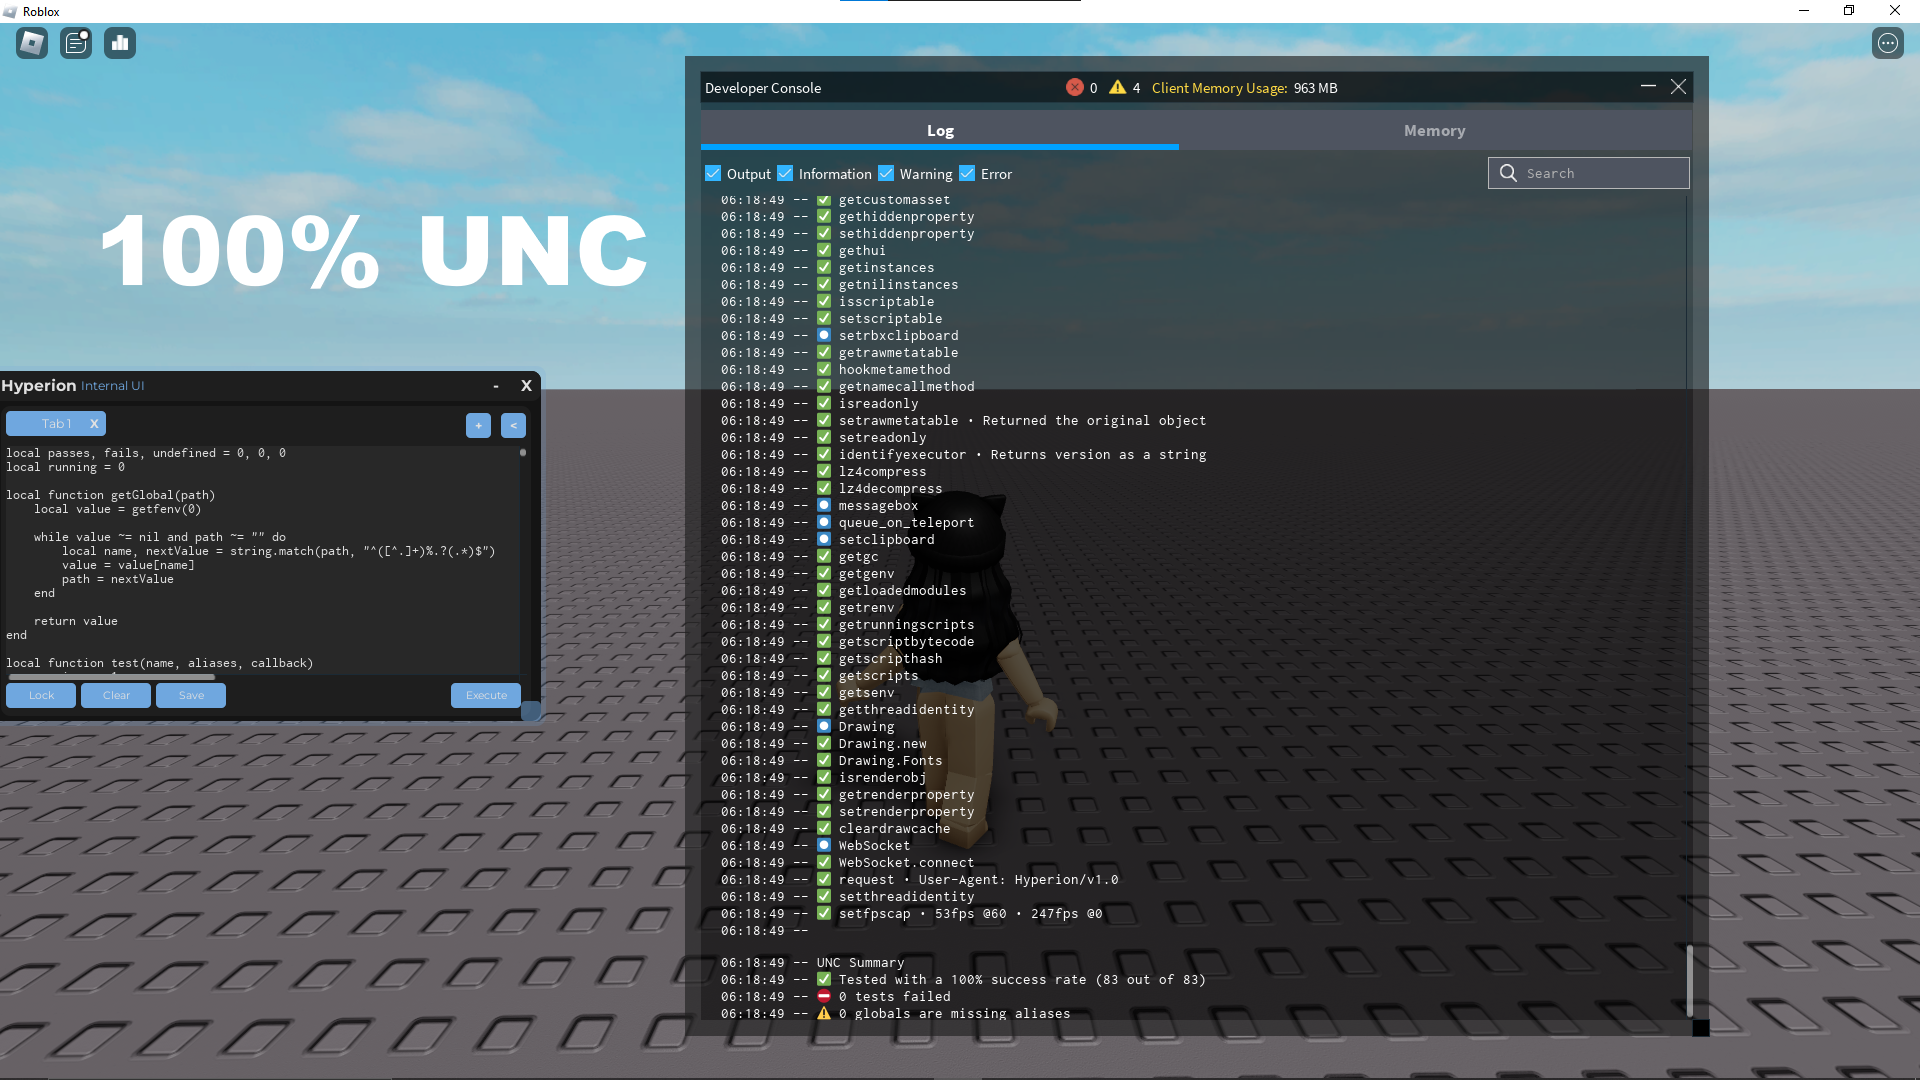 Roblox
Developer Console
0
4
Client Memory Usage: 963 MB
Log
Memory
Output
Information
Warning
Error
Search
100% UNC
06:18:49 -- ✅ getcustomasset
06:18:49 -- ✅ gethiddenproperty
06:18:49 -- ✅ sethiddenproperty
06:18:49 -- ✅ gethui
06:18:49 -- ✅ getinstances
06:18:49 -- ✅ getnilinstances
06:18:49 -- ✅ isscriptable
06:18:49 -- ✅ setscriptable
06:18:49 -- ⏺️ setrbxclipboard
06:18:49 -- ✅ getrawmetatable
06:18:49 -- ✅ hookmetamethod
06:18:49 -- ✅ getnamecallmethod
06:18:49 -- ✅ isreadonly
06:18:49 -- ✅ setrawmetatable • Returned the original object
06:18:49 -- ✅ setreadonly
06:18:49 -- ✅ identifyexecutor • Returns version as a string
06:18:49 -- ✅ lz4compress
06:18:49 -- ✅ lz4decompress
06:18:49 -- ⏺️ messagebox
06:18:49 -- ⏺️ queue_on_teleport
06:18:49 -- ⏺️ setclipboard
06:18:49 -- ✅ getgc
06:18:49 -- ✅ getgenv
06:18:49 -- ✅ getloadedmodules
06:18:49 -- ✅ getrenv
06:18:49 -- ✅ getrunningscripts
06:18:49 -- ✅ getscriptbytecode
06:18:49 -- ✅ getscripthash
06:18:49 -- ✅ getscripts
06:18:49 -- ✅ getsenv
06:18:49 -- ✅ getthreadidentity
06:18:49 -- ⏺️ Drawing
06:18:49 -- ✅ Drawing.new
06:18:49 -- ✅ Drawing.Fonts
06:18:49 -- ✅ isrenderobj
06:18:49 -- ✅ getrenderproperty
06:18:49 -- ✅ setrenderproperty
06:18:49 -- ✅ cleardrawcache
06:18:49 -- ⏺️ WebSocket
06:18:49 -- ✅ WebSocket.connect
06:18:49 -- ✅ request • User-Agent: Hyperion/v1.0
06:18:49 -- ✅ setthreadidentity
06:18:49 -- ✅ setfpscap • 53fps @60 • 247fps @0
06:18:49 --
06:18:49 -- UNC Summary
06:18:49 -- ✅ Tested with a 100% success rate (83 out of 83)
06:18:49 -- ⛔ 0 tests failed
06:18:49 -- ⚠️ 0 globals are missing aliases
Hyperion Internal UI
- X
Tab 1 X
+ <
local passes, fails, undefined = 0, 0, 0
local running = 0
local function getGlobal(path)
local value = getfenv(0)
while value ~= nil and path ~= "" do
local name, nextValue = string.match(path, "^([^.]+)%.?(.*)$")
value = value[name]
path = nextValue
end
return value
end
local function test(name, aliases, callback)
Lock
Clear
Save
Execute